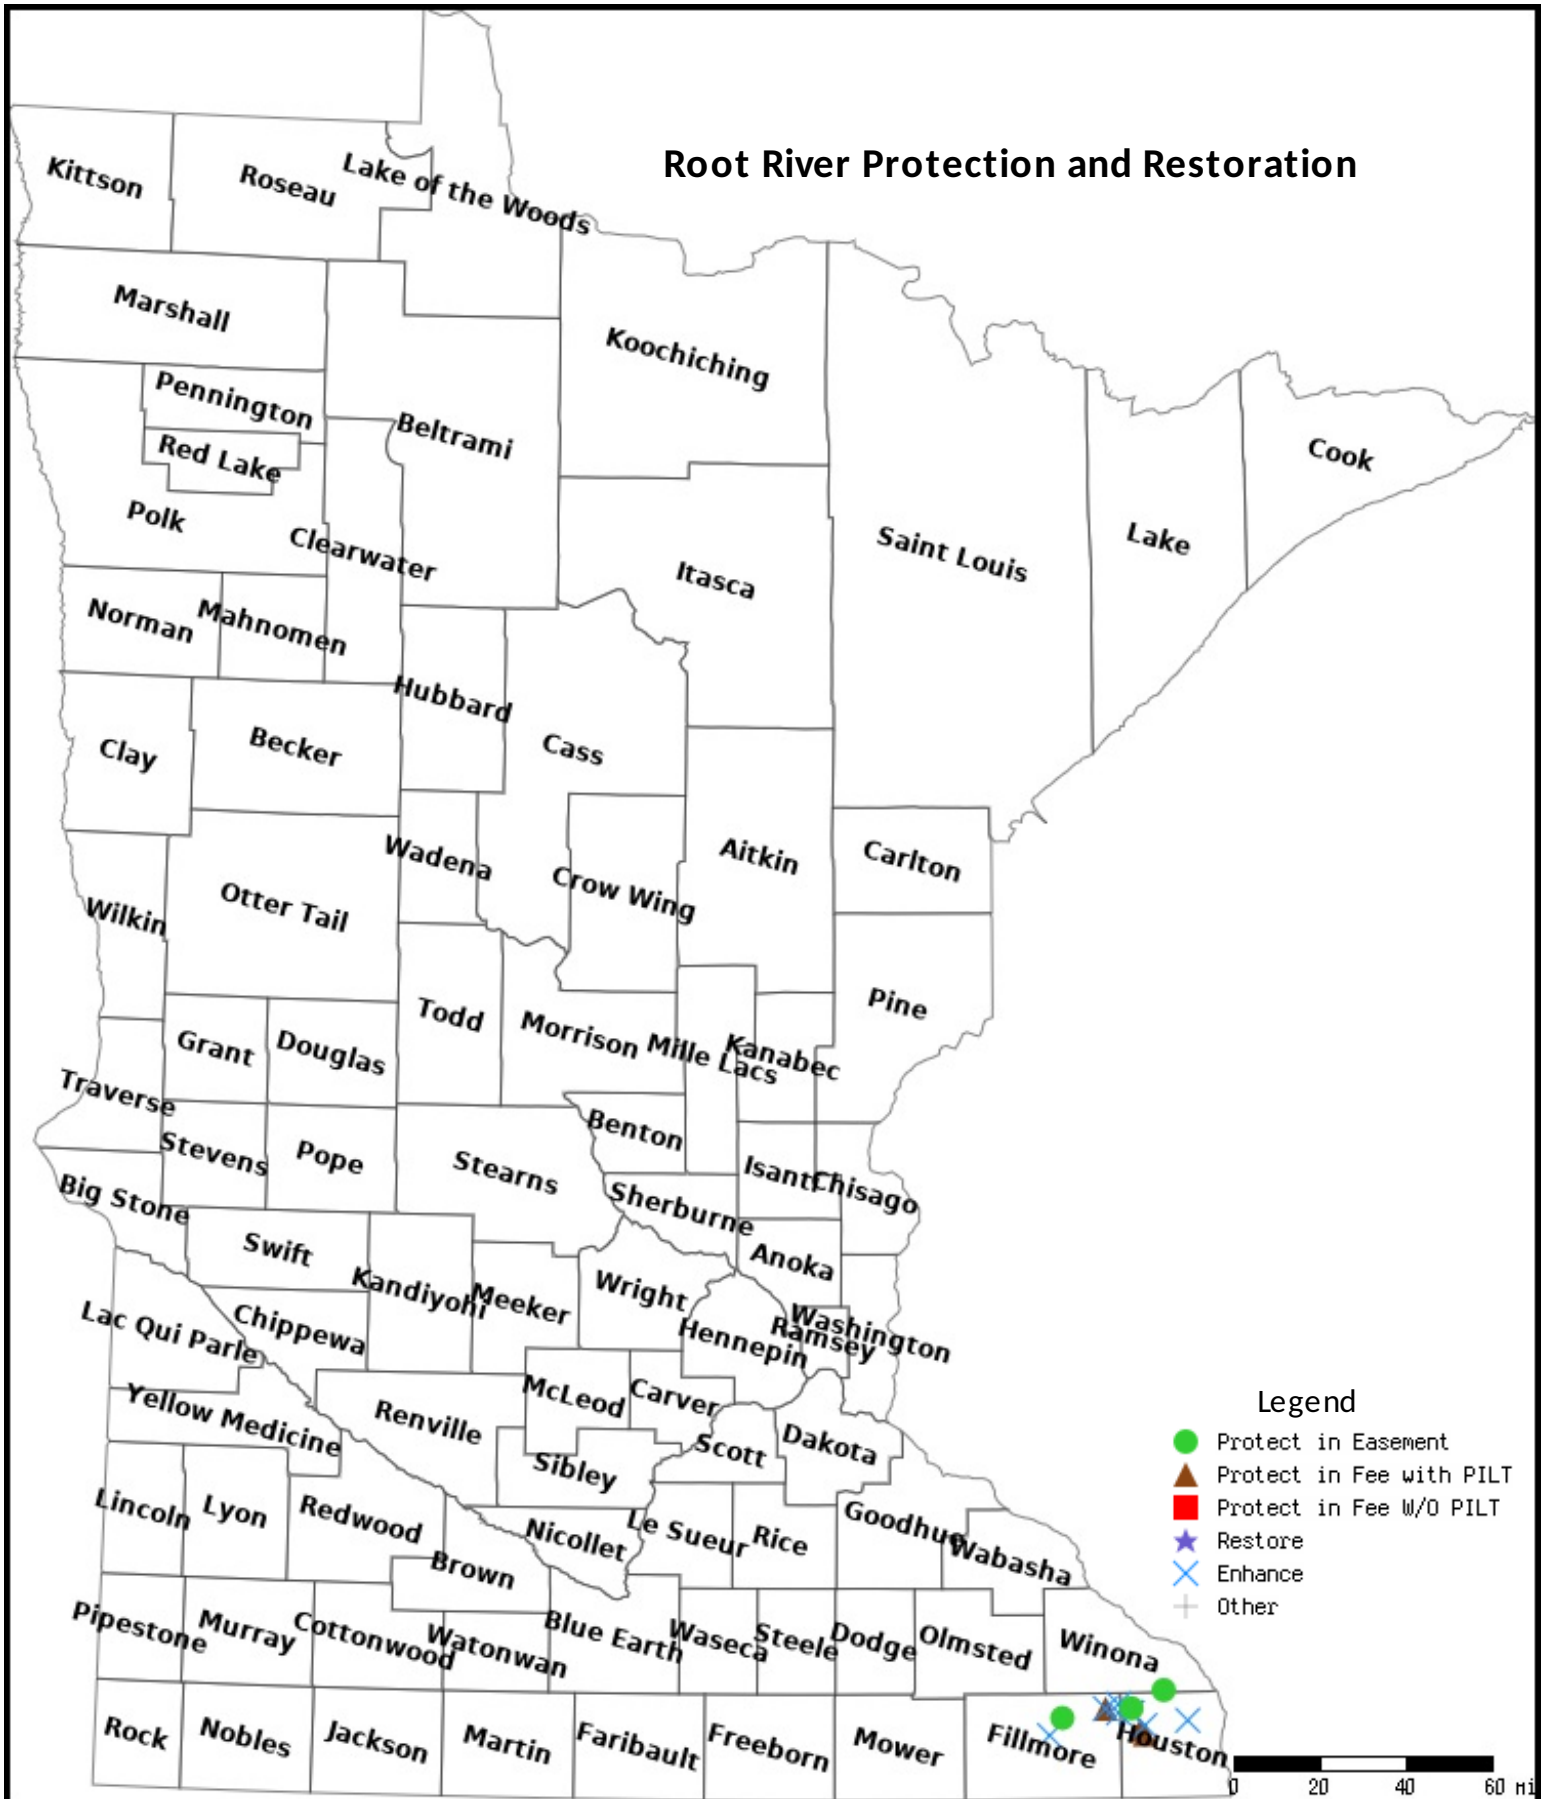 Root River Protection and Restoration
Kittson
Roseau
Lake of the Woods
Marshall
Koochiching
Pennington
Beltrami
Red Lake
Cook
Polk
Clearwater
Saint Louis
Lake
Itasca
Norman
Mahnomen
Hubbard
Clay
Becker
Cass
Wadena
Aitkin
Carlton
Crow Wing
Wilkin
Otter Tail
Pine
Todd
Morrison
Mille Lacs
Kanabec
Grant
Douglas
Traverse
Benton
Stevens
Pope
Stearns
Isanti
Chisago
Big Stone
Sherburne
Swift
Anoka
Kandiyohi
Meeker
Wright
Washington
Ramsey
Hennepin
Lac Qui Parle
Chippewa
McLeod
Carver
Yellow Medicine
Renville
Scott
Dakota
Sibley
Legend
Protect in Easement
Protect in Fee with PILT
Protect in Fee W/O PILT
Restore
Enhance
Other
Lincoln
Lyon
Redwood
Nicollet
Le Sueur
Rice
Goodhue
Wabasha
Brown
Pipestone
Murray
Cottonwood
Watonwan
Blue Earth
Waseca
Steele
Dodge
Olmsted
Winona
Rock
Nobles
Jackson
Martin
Faribault
Freeborn
Mower
Fillmore
Houston
0 20 40 60 mi